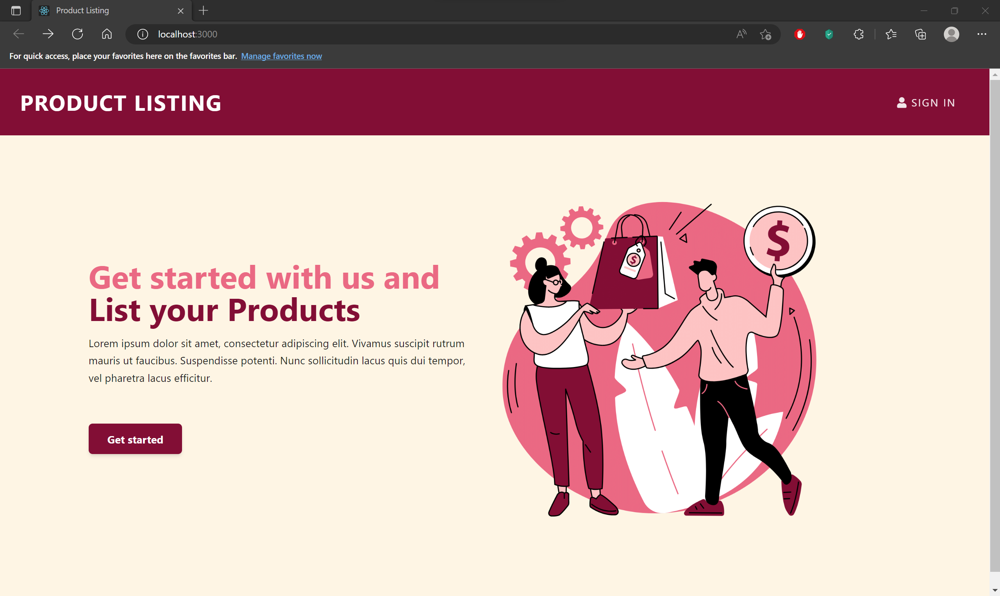 Product Listing
localhost:3000
For quick access, place your favorites here on the favorites bar. Manage favorites now
PRODUCT LISTING
SIGN IN
$
$
Get started with us and
List your Products
Lorem ipsum dolor sit amet, consectetur adipiscing elit. Vivamus suscipit rutrum
mauris ut faucibus. Suspendisse potenti. Nunc sollicitudin lacus quis dui tempor,
vel pharetra lacus efficitur.
Get started